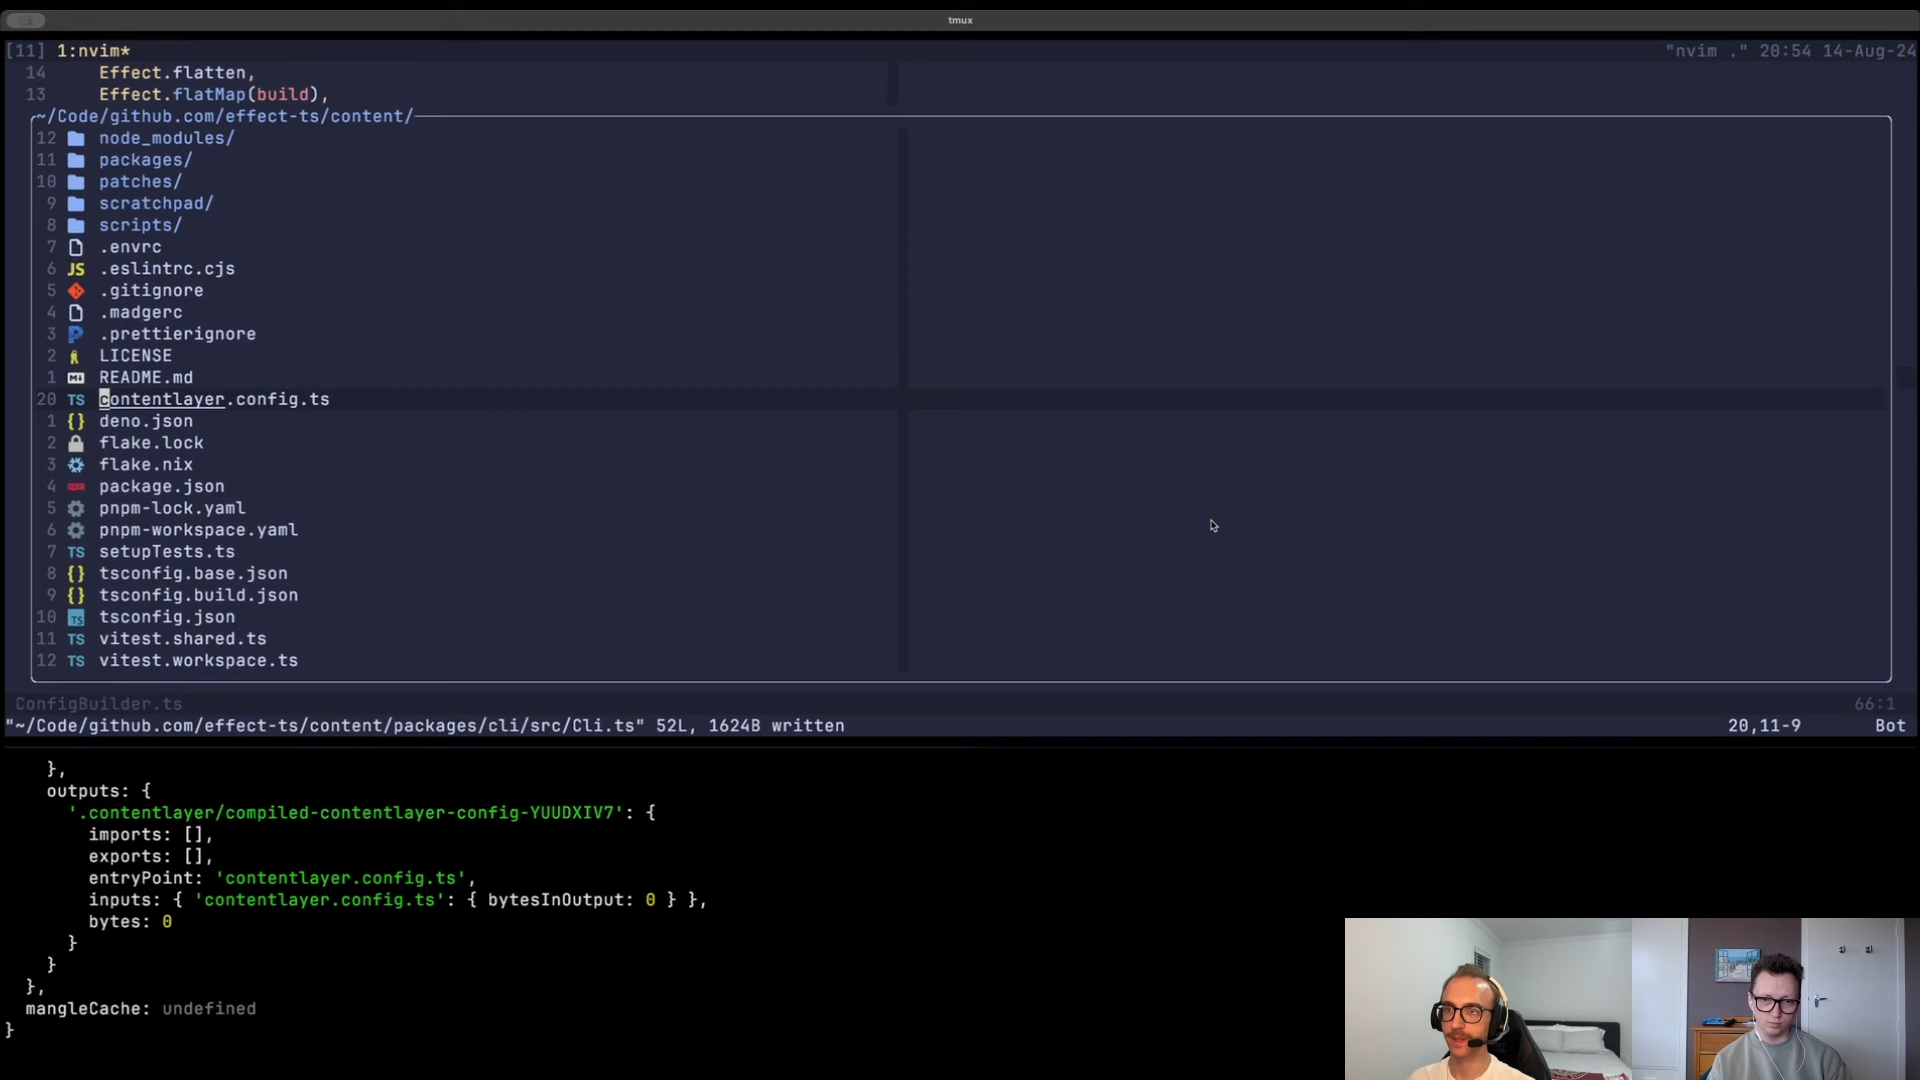 tmux
[11] 1:nvim* "nvim ." 20:54 14-Aug-24
14 Effect.flatten,
13 Effect.flatMap(build),
~/Code/github.com/effect-ts/content/
12 node_modules/
11 packages/
10 patches/
9 scratchpad/
8 scripts/
7 .envrc
6 JS .eslintrc.cjs
5 .gitignore
4 .madgerc
3 .prettierignore
2 LICENSE
1 README.md
20 TS contentlayer.config.ts
1 {} deno.json
2 flake.lock
3 flake.nix
4 package.json
5 pnpm-lock.yaml
6 pnpm-workspace.yaml
7 TS setupTests.ts
8 {} tsconfig.base.json
9 {} tsconfig.build.json
10 TS tsconfig.json
11 TS vitest.shared.ts
12 TS vitest.workspace.ts
ConfigBuilder.ts 66:1
"~/Code/github.com/effect-ts/content/packages/cli/src/Cli.ts" 52L, 1624B written 20,11-9 Bot
},
outputs: {
'.contentlayer/compiled-contentlayer-config-YUUDXIV7': {
imports: [],
exports: [],
entryPoint: 'contentlayer.config.ts',
inputs: { 'contentlayer.config.ts': { bytesInOutput: 0 } },
bytes: 0
}
}
},
mangleCache: undefined
}